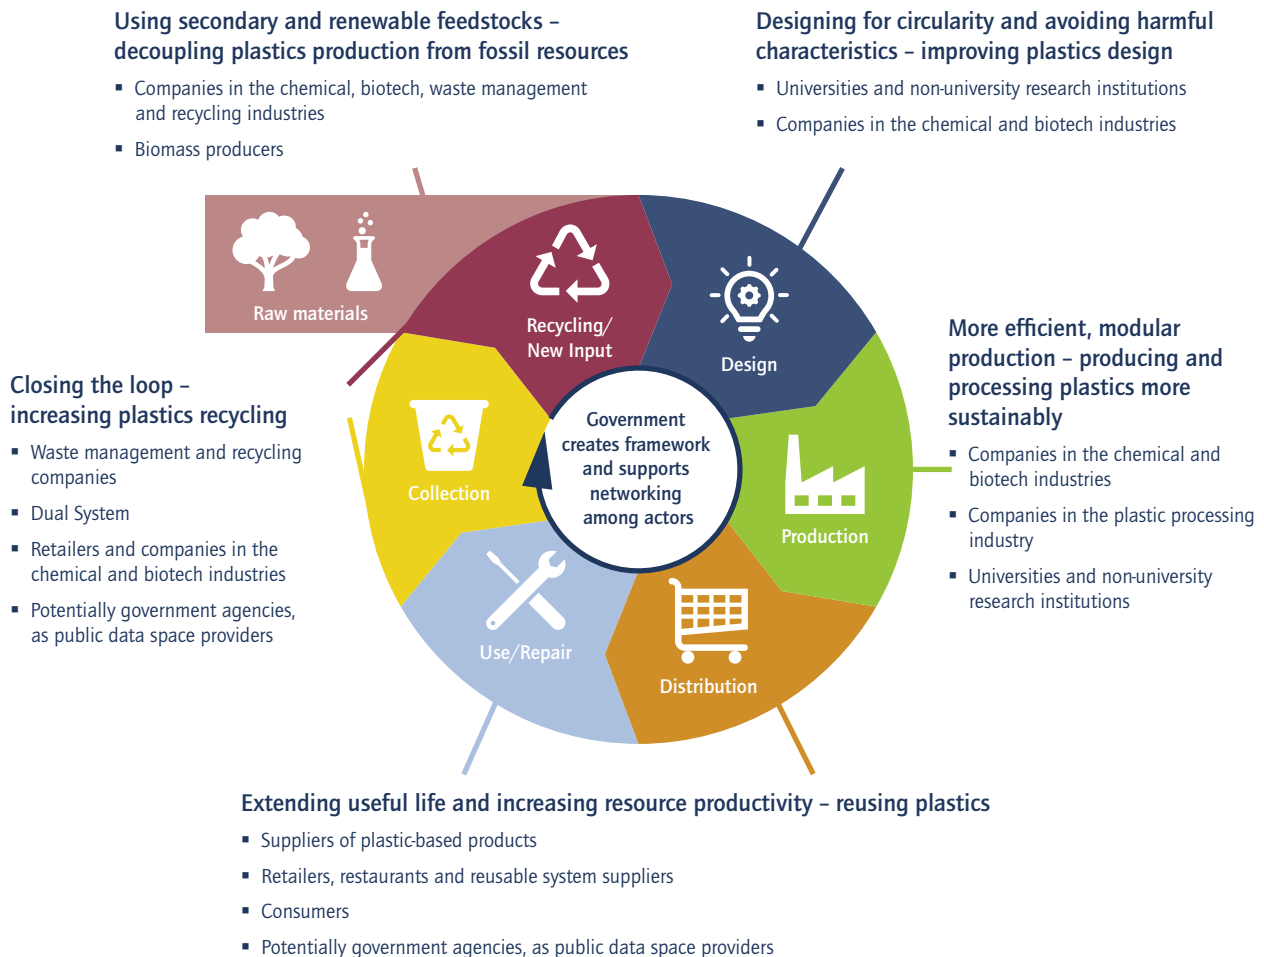 Using secondary and renewable feedstocks –
decoupling plastics production from fossil resources
▪ Companies in the chemical, biotech, waste management
and recycling industries
▪ Biomass producers
Designing for circularity and avoiding harmful
characteristics – improving plastics design
▪ Universities and non-university research institutions
▪ Companies in the chemical and biotech industries
Raw materials
Recycling/
New Input
Design
More efficient, modular
production – producing and
processing plastics more
sustainably
▪ Companies in the chemical and
biotech industries
▪ Companies in the plastic processing
industry
▪ Universities and non-university
research institutions
Closing the loop –
increasing plastics recycling
▪ Waste management and recycling
companies
▪ Dual System
▪ Retailers and companies in the
chemical and biotech industries
▪ Potentially government agencies,
as public data space providers
Government
creates framework
and supports
networking
among actors
Collection
Production
Use/Repair
Distribution
Extending useful life and increasing resource productivity – reusing plastics
▪ Suppliers of plastic-based products
▪ Retailers, restaurants and reusable system suppliers
▪ Consumers
▪ Potentially government agencies, as public data space providers